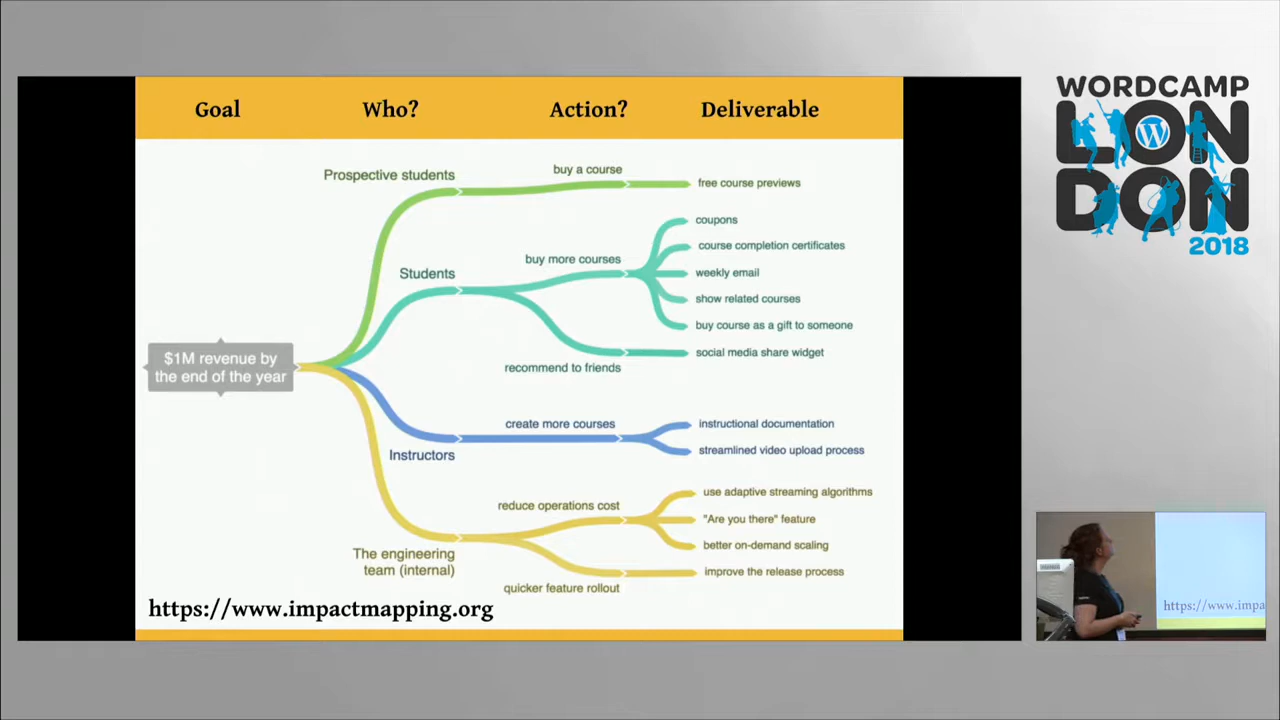 Goal
Who?
Action?
Deliverable
$1M revenue by
the end of the year
Prospective students
buy a course
free course previews
Students
buy more courses
coupons
course completion certificates
weekly email
show related courses
buy course as a gift to someone
recommend to friends
social media share widget
Instructors
create more courses
instructional documentation
streamlined video upload process
The engineering
team (internal)
reduce operations cost
use adaptive streaming algorithms
"Are you there" feature
better on-demand scaling
quicker feature rollout
improve the release process
https://www.impactmapping.org
WORDCAMP
LON
DON
2018
https://www.impa